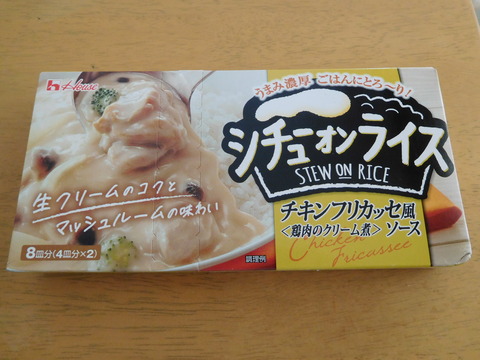 House
うまみ濃厚 ごはんにとろ〜り!
シチューオンライス
STEW ON RICE
生クリームのコクと
マッシュルームの味わい
チキンフリカッセ風
<鶏肉のクリーム煮> ソース
Chicken
Fricassee
8皿分(4皿分×2)
調理例